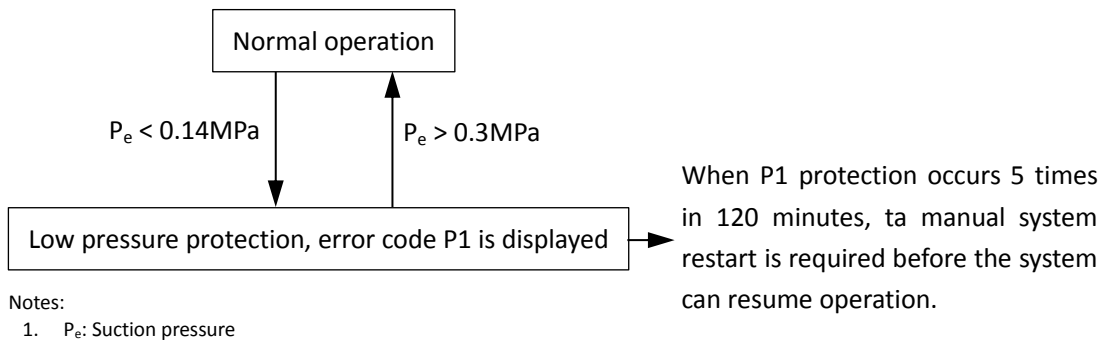 Normal operation
Pₑ < 0.14MPa
Pₑ > 0.3MPa
Low pressure protection, error code P1 is displayed
When P1 protection occurs 5 times
in 120 minutes, ta manual system
restart is required before the system
can resume operation.
Notes:
1. Pₑ: Suction pressure